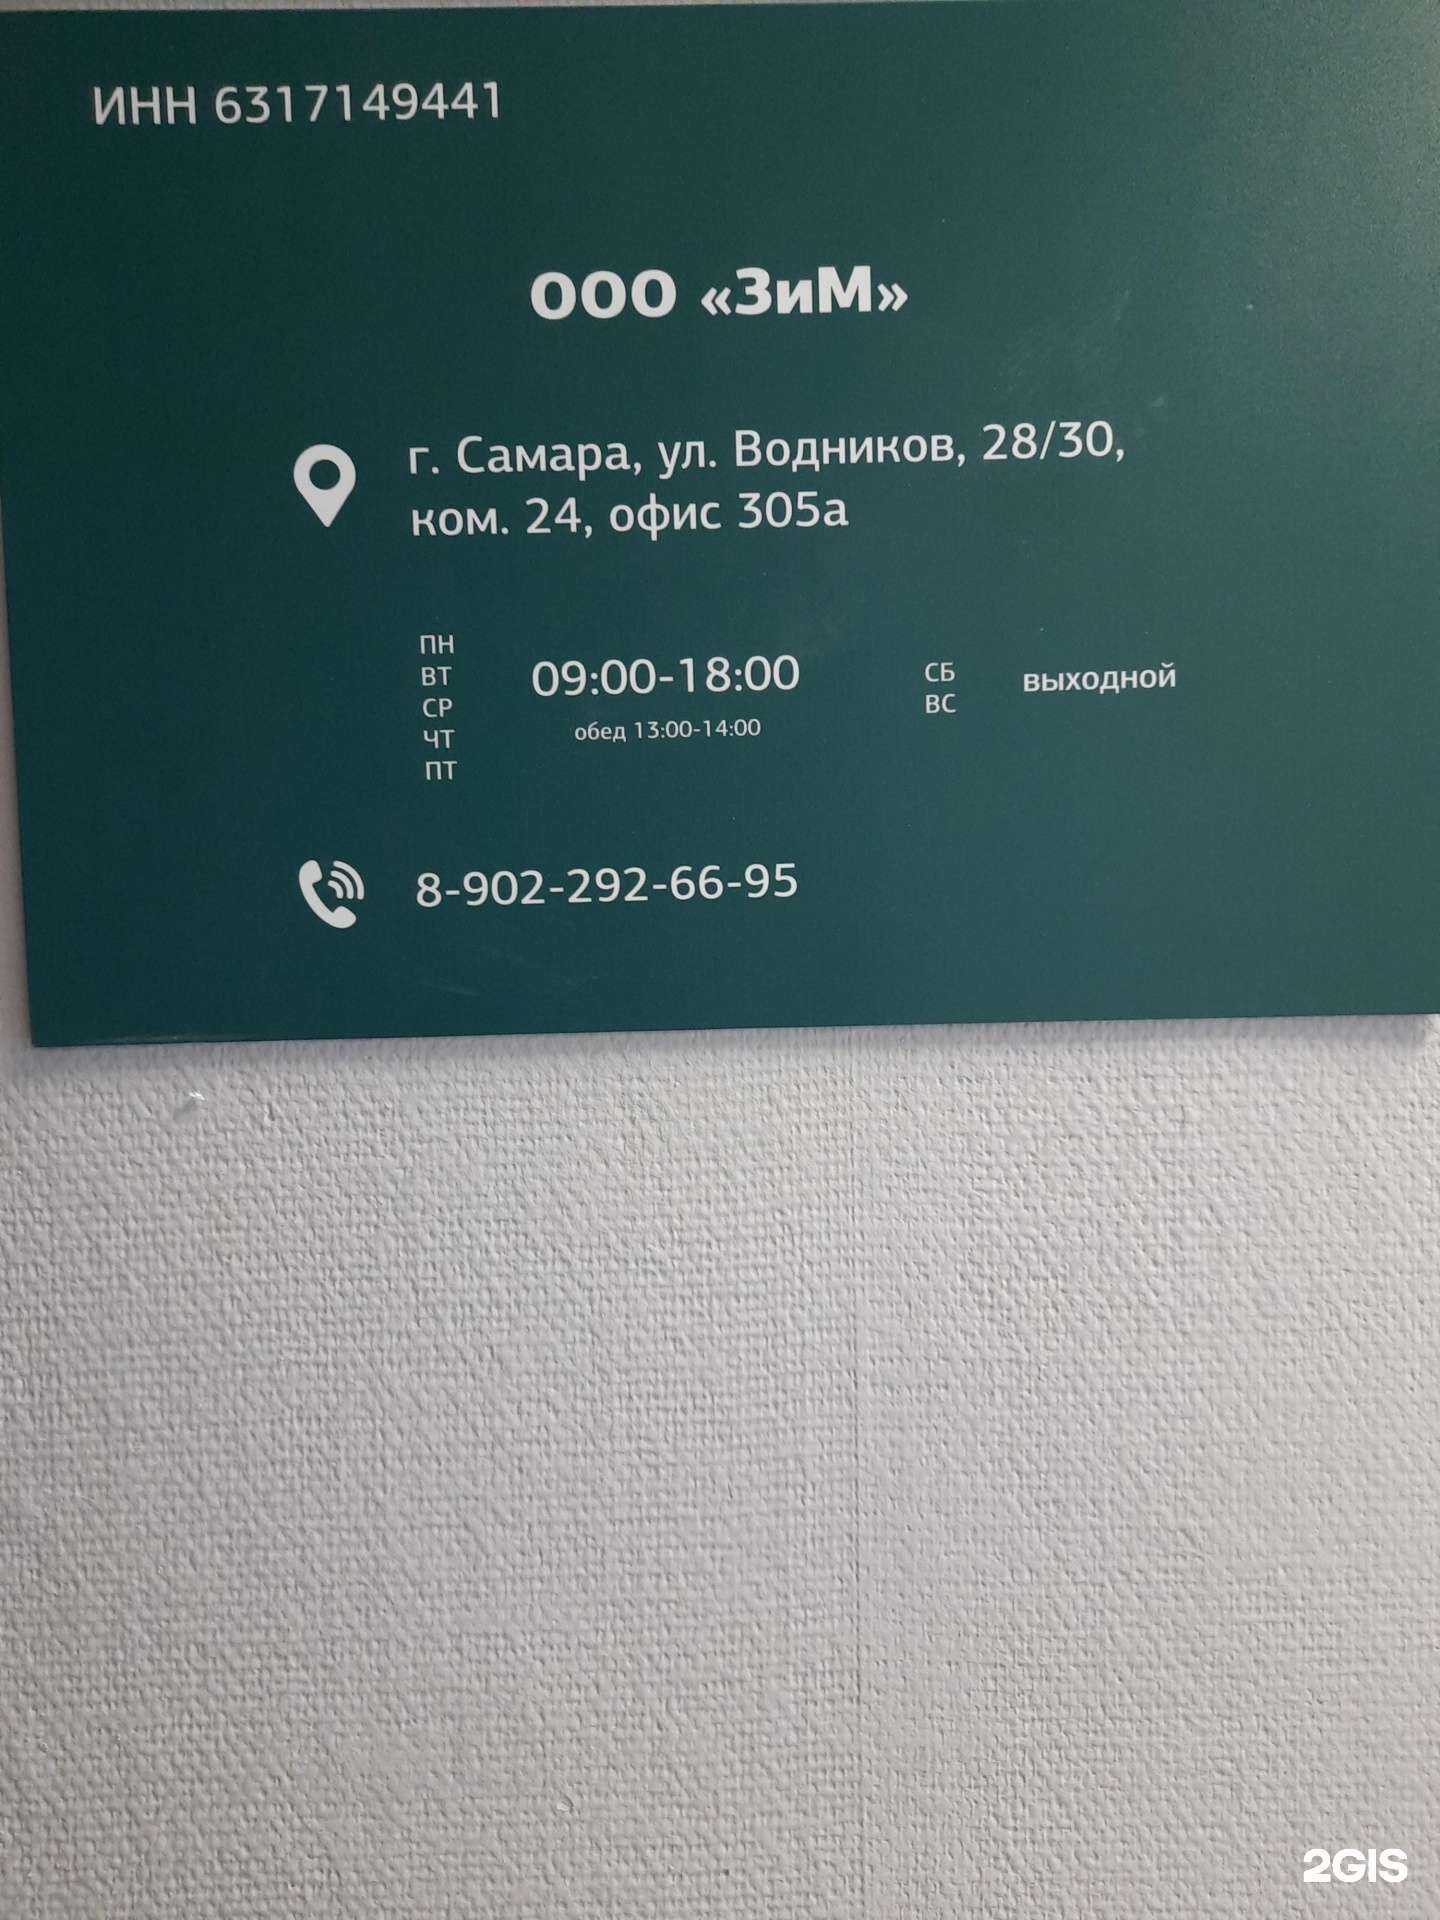 ИНН 6317149441
ООО «ЗиМ»
г. Самара, ул. Водников, 28/30,
ком. 24, офис 305а
ПН
ВТ
СР
ЧТ
ПТ
09:00-18:00
обед 13:00-14:00
СБ
ВС
выходной
8-902-292-66-95
2GIS